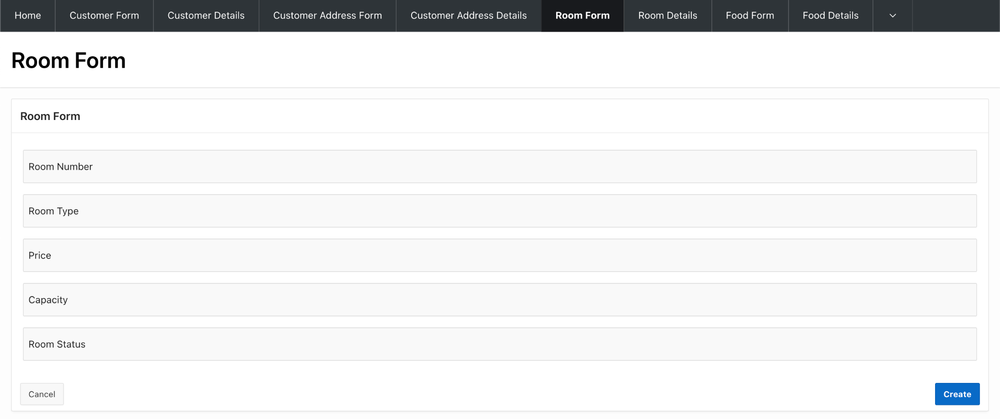 Home Customer Form Customer Details Customer Address Form Customer Address Details Room Form Room Details Food Form Food Details
Room Form
Room Form
Room Number
Room Type
Price
Capacity
Room Status
Cancel Create